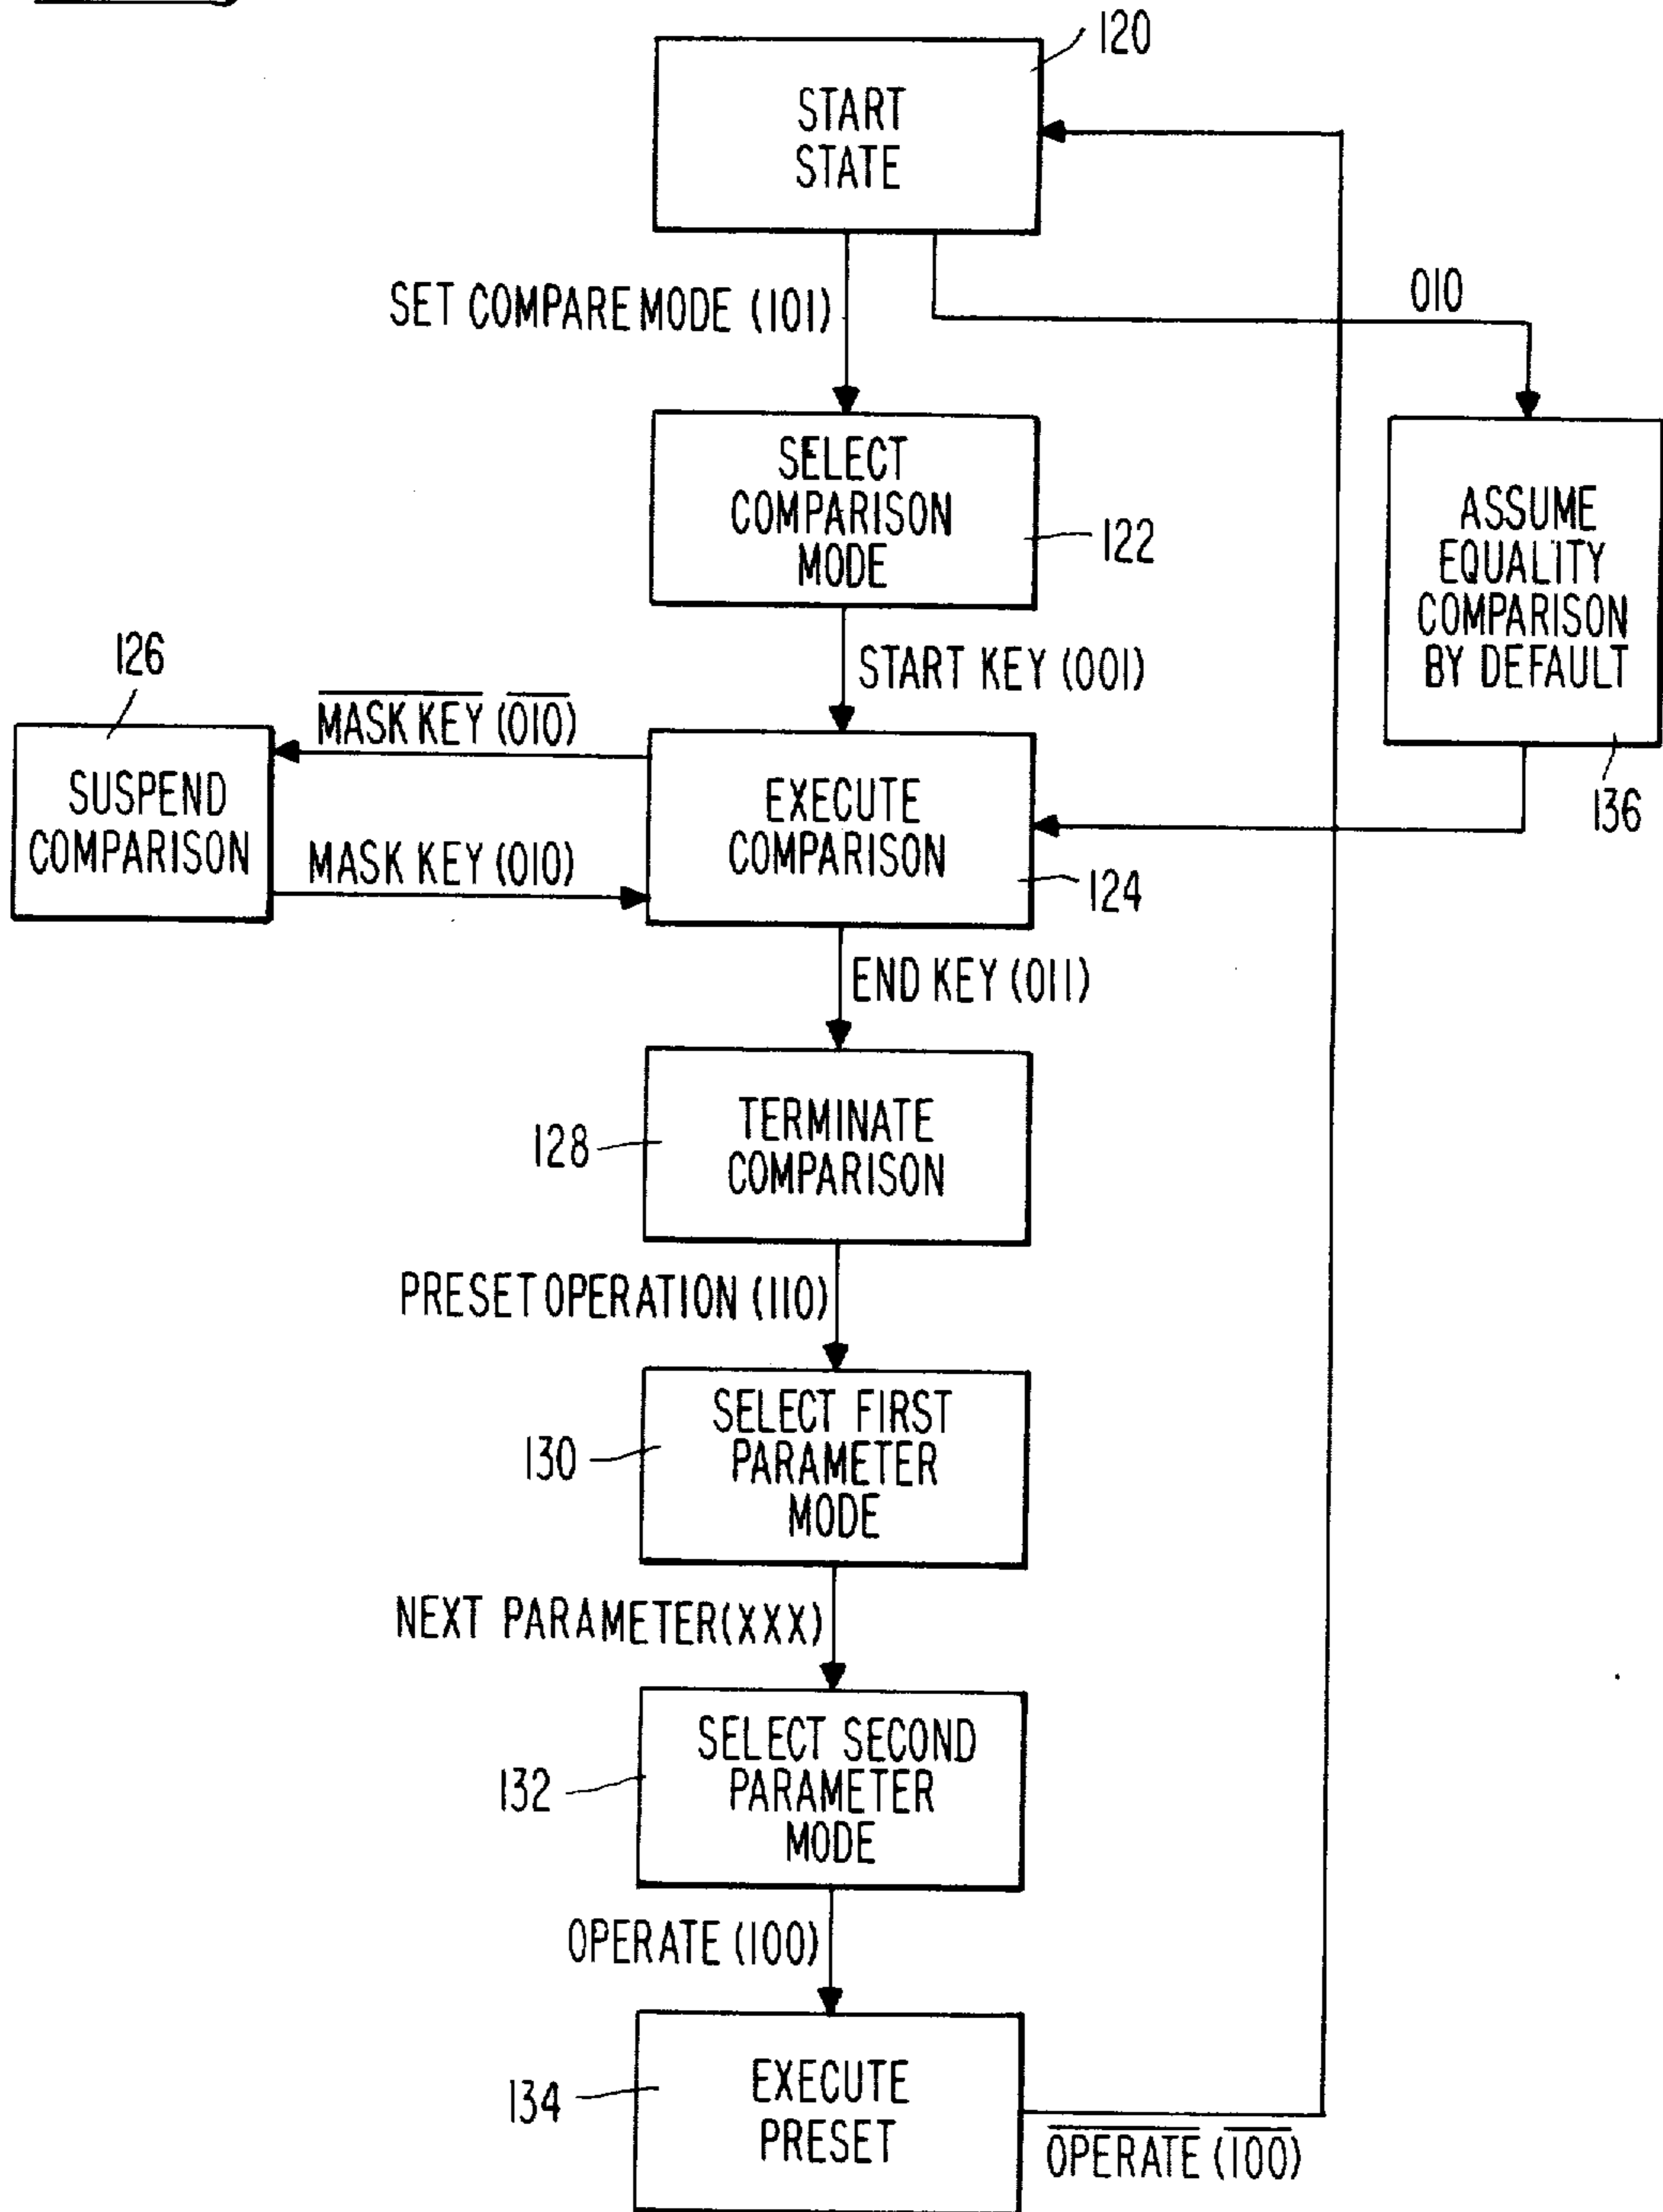 120
START
STATE
SET COMPARE MODE (101)
010
SELECT
COMPARISON
MODE
122
ASSUME
EQUALITY
COMPARISON
BY DEFAULT
136
START KEY (001)
126
MASK KEY (010)
SUSPEND
COMPARISON
MASK KEY (010)
EXECUTE
COMPARISON
124
END KEY (011)
128
TERMINATE
COMPARISON
PRESET OPERATION (110)
130
SELECT FIRST
PARAMETER
MODE
NEXT PARAMETER (XXX)
132
SELECT SECOND
PARAMETER
MODE
OPERATE (100)
134
EXECUTE
PRESET
OPERATE (100)